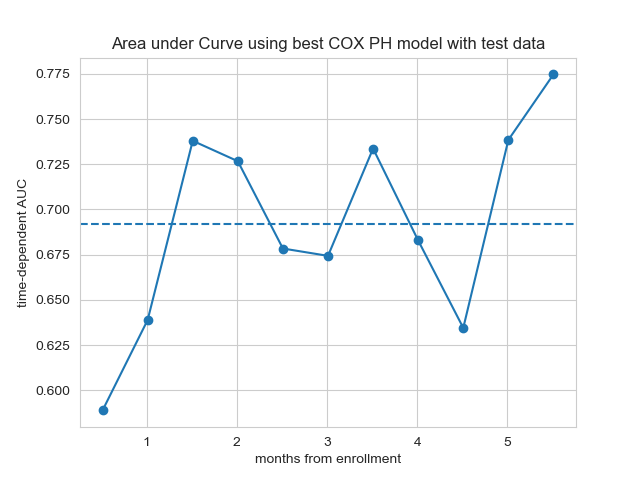 Area under Curve using best COX PH model with test data
0.775
0.750
0.725
0.700
0.675
0.650
0.625
0.600
time-dependent AUC
1 2 3 4 5
months from enrollment